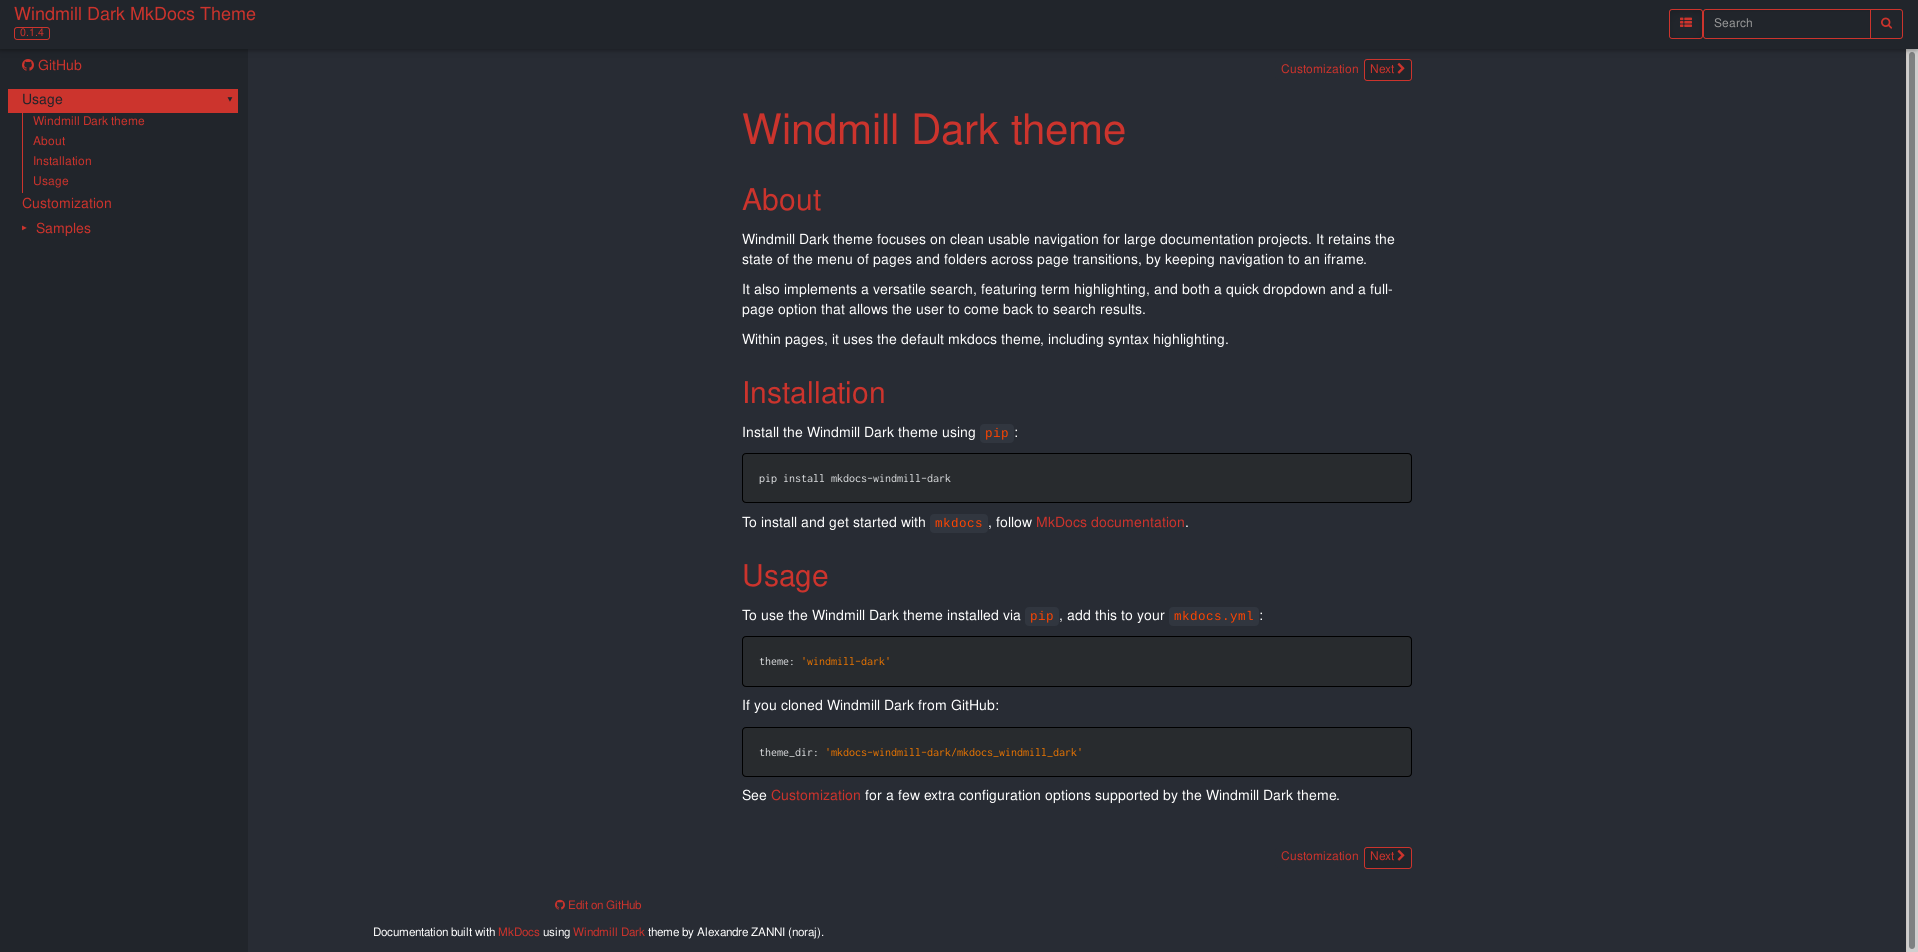 Windmill Dark MkDocs Theme
0.1.4
Search
GitHub
Usage
Windmill Dark theme
About
Installation
Usage
Customization
Samples
Customization Next
Windmill Dark theme
About
Windmill Dark theme focuses on clean usable navigation for large documentation projects. It retains the
state of the menu of pages and folders across page transitions, by keeping navigation to an iframe.
It also implements a versatile search, featuring term highlighting, and both a quick dropdown and a full-
page option that allows the user to come back to search results.
Within pages, it uses the default mkdocs theme, including syntax highlighting.
Installation
Install the Windmill Dark theme using pip:
pip install mkdocs-windmill-dark
To install and get started with mkdocs, follow MkDocs documentation.
Usage
To use the Windmill Dark theme installed via pip, add this to your mkdocs.yml:
theme: 'windmill-dark'
If you cloned Windmill Dark from GitHub:
theme_dir: 'mkdocs-windmill-dark/mkdocs_windmill_dark'
See Customization for a few extra configuration options supported by the Windmill Dark theme.
Customization Next
Edit on GitHub
Documentation built with MkDocs using Windmill Dark theme by Alexandre ZANNI (noraj).